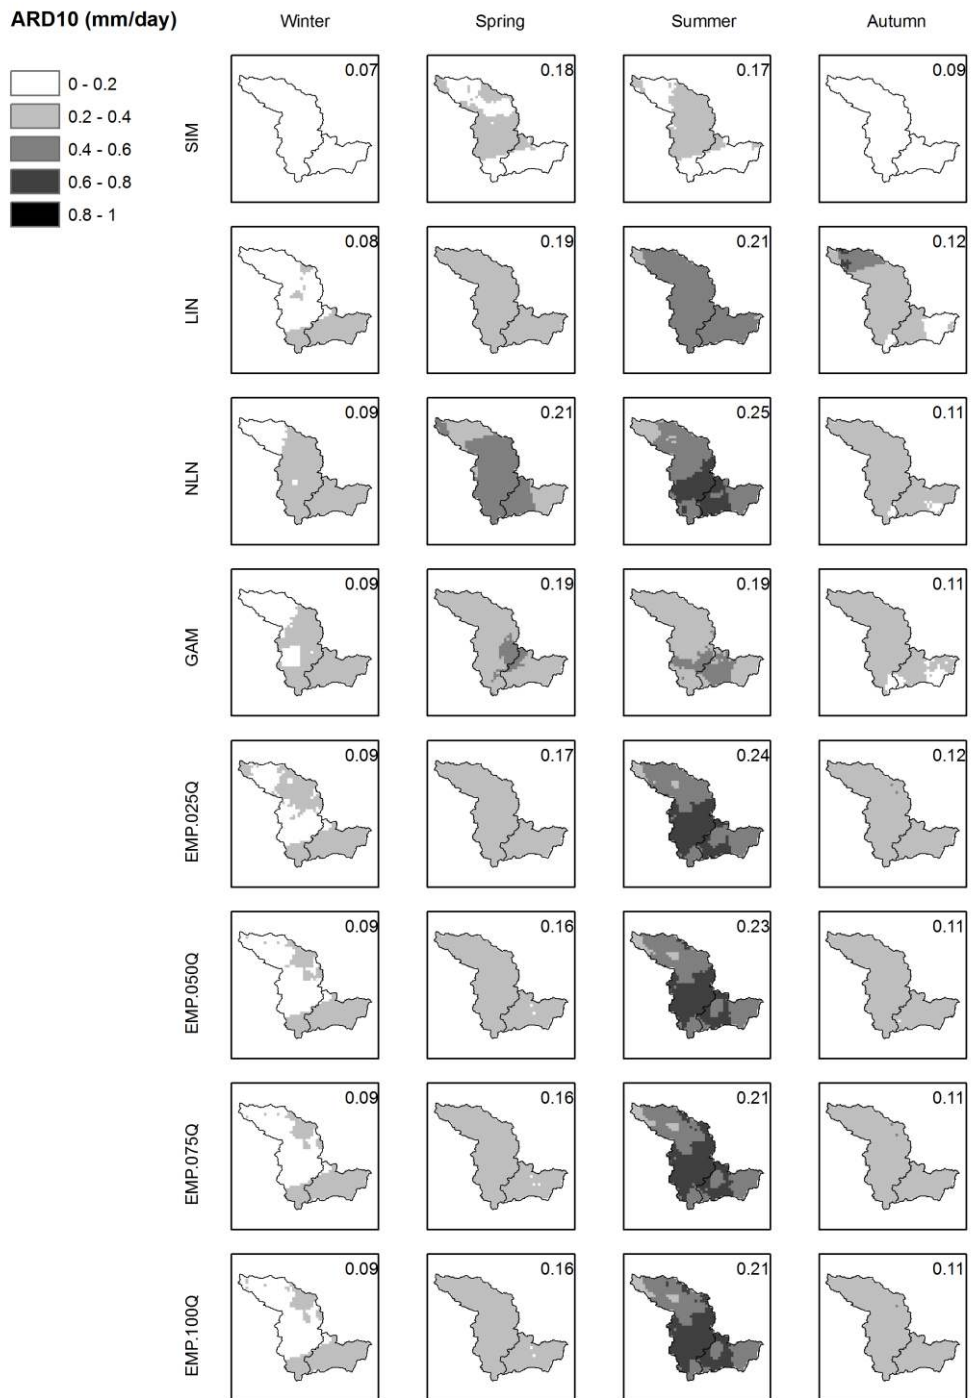 ARD10 (mm/day)
Winter Spring Summer Autumn
0 - 0.2
0.2 - 0.4
0.4 - 0.6
0.6 - 0.8
0.8 - 1
SIM 0.07 0.18 0.17 0.09
LIN 0.08 0.19 0.21 0.12
NLN 0.09 0.21 0.25 0.11
GAM 0.09 0.19 0.19 0.11
EMP.025Q 0.09 0.17 0.24 0.12
EMP.050Q 0.09 0.16 0.23 0.11
EMP.075Q 0.09 0.16 0.21 0.11
EMP.100Q 0.09 0.16 0.21 0.11